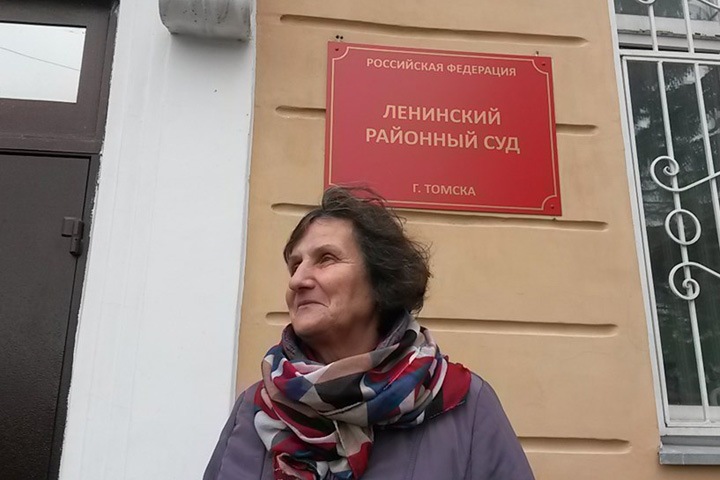 РОССИЙСКАЯ ФЕДЕРАЦИЯ
ЛЕНИНСКИЙ
РАЙОННЫЙ СУД
Г. ТОМСКА